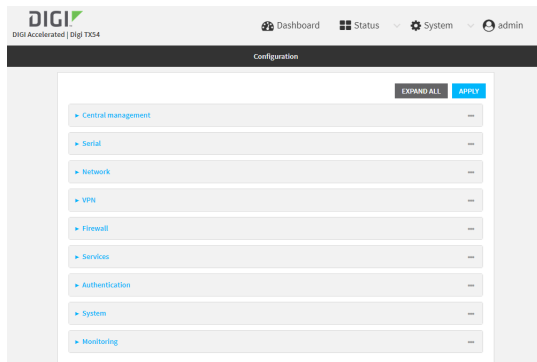 DIGI
DIGI Accelerated | Digi TX54
Dashboard
Status
System
admin
Configuration
EXPAND ALL
APPLY
Central management
Serial
Network
VPN
Firewall
Services
Authentication
System
Monitoring